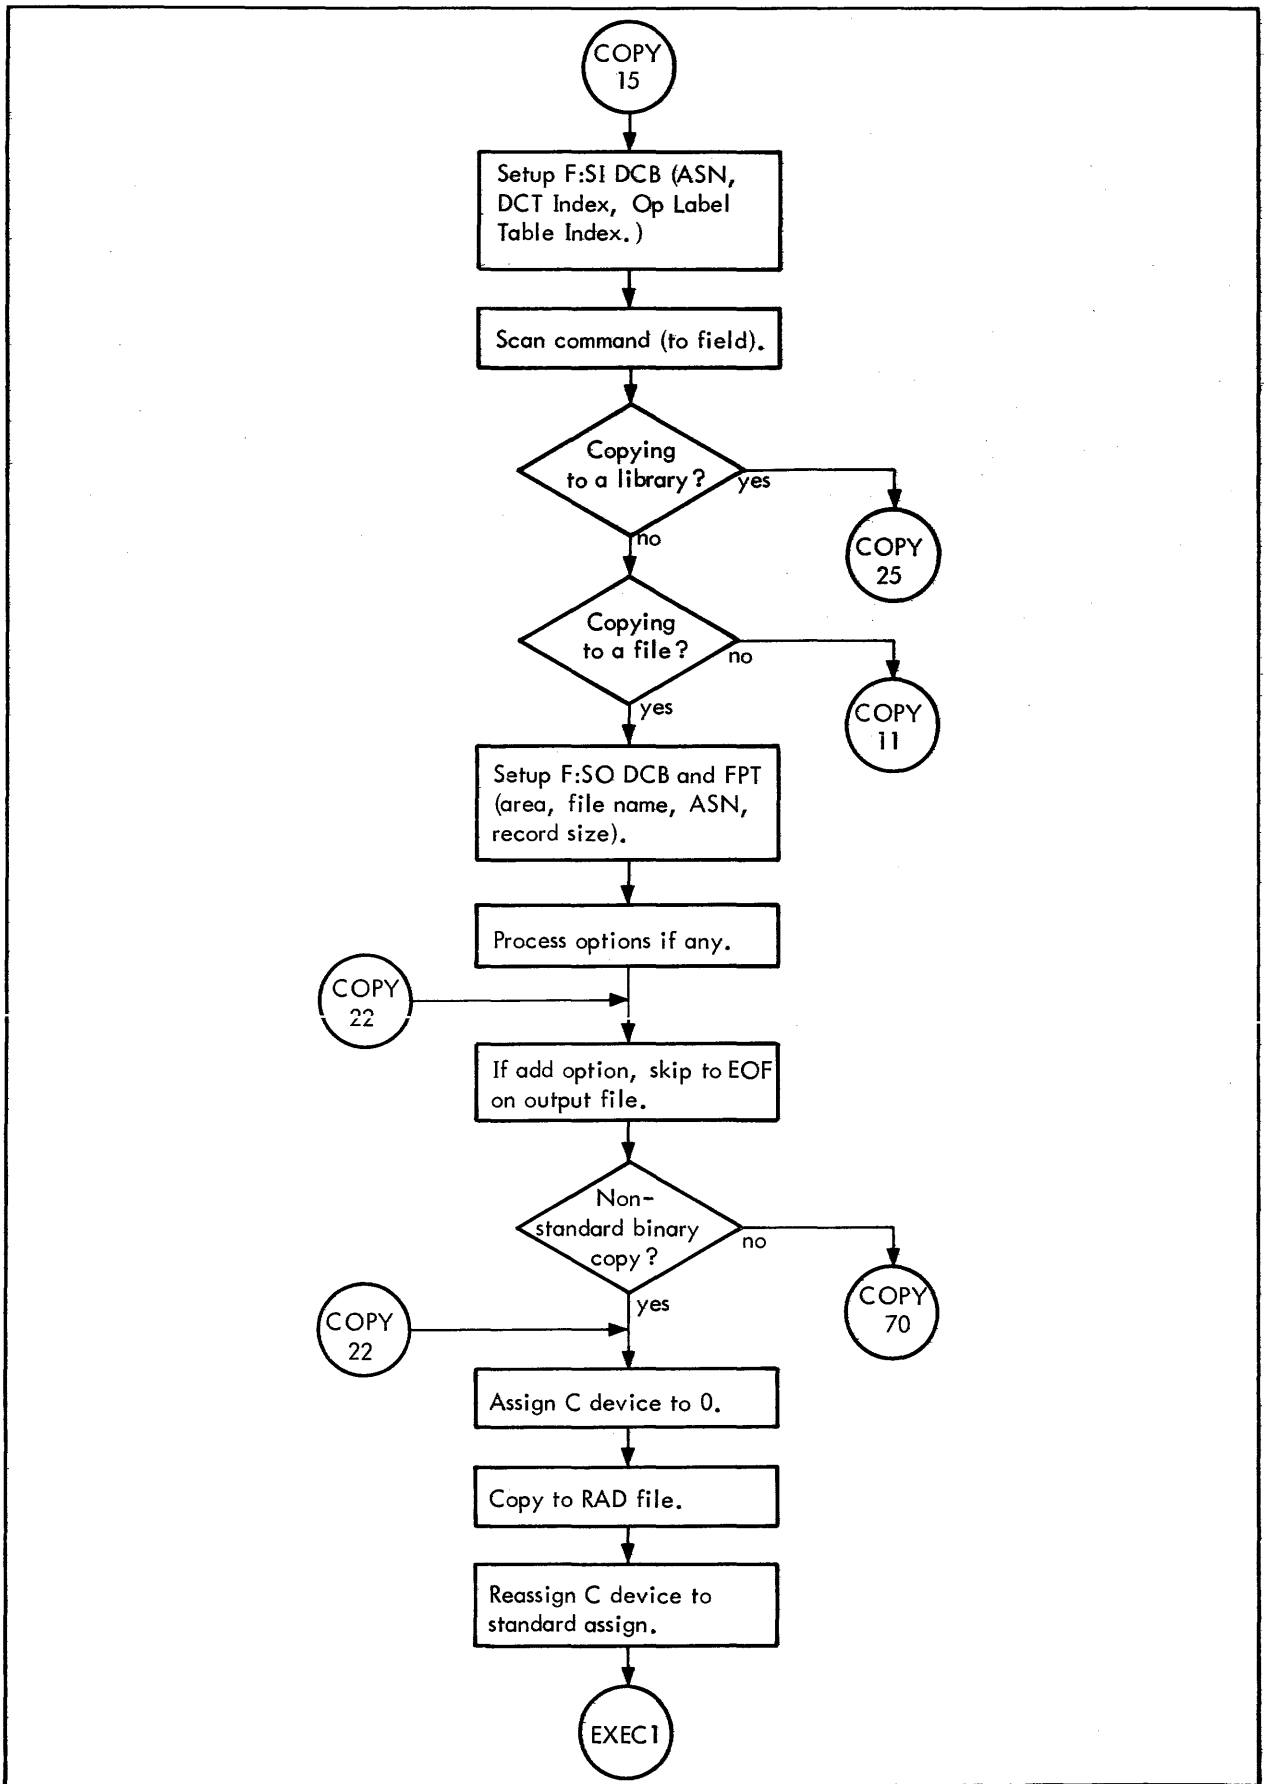 COPY
15
Setup F:SI DCB (ASN,
DCT Index, Op Label
Table Index.)
Scan command (to field).
Copying
to a library?
yes
no
COPY
25
Copying
to a file?
no
yes
COPY
11
Setup F:SO DCB and FPT
(area, file name, ASN,
record size).
Process options if any.
COPY
22
If add option, skip to EOF
on output file.
Non-
standard binary
copy?
no
yes
COPY
70
COPY
22
Assign C device to 0.
Copy to RAD file.
Reassign C device to
standard assign.
EXEC1